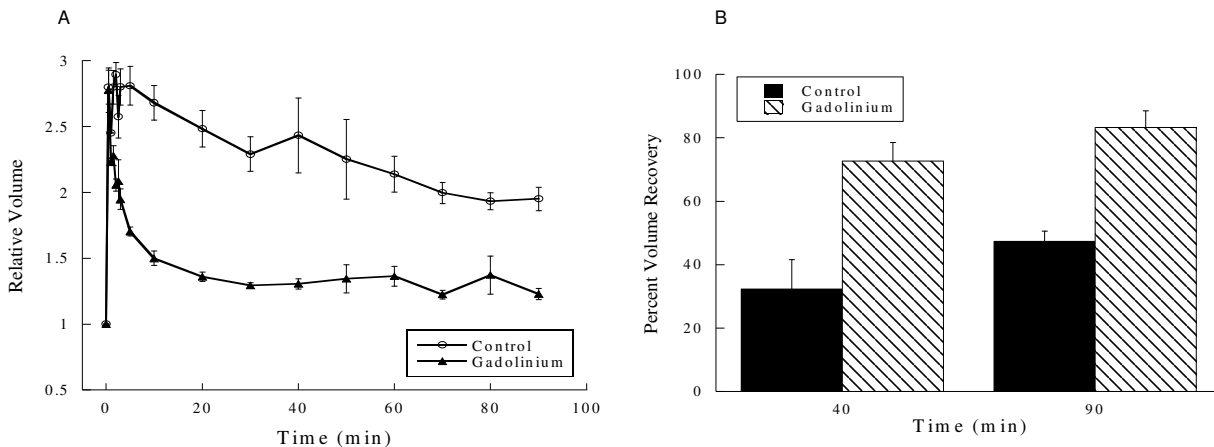 A
Relative Volume
3
2.5
2
1.5
1
0.5
0
20
40
60
80
100
Time (min)
Control
Gadolinium
B
Percent Volume Recovery
100
80
60
40
20
0
40
90
Time (min)
Control
Gadolinium